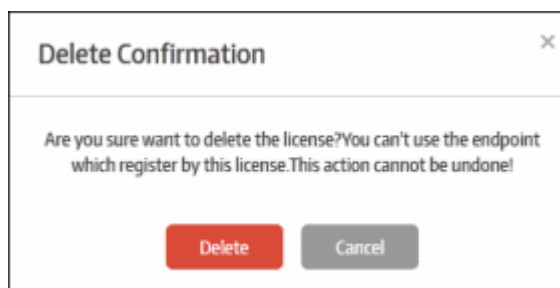 Delete Confirmation
×
Are you sure want to delete the license?You can't use the endpoint
which register by this license.This action cannot be undone!
Delete
Cancel